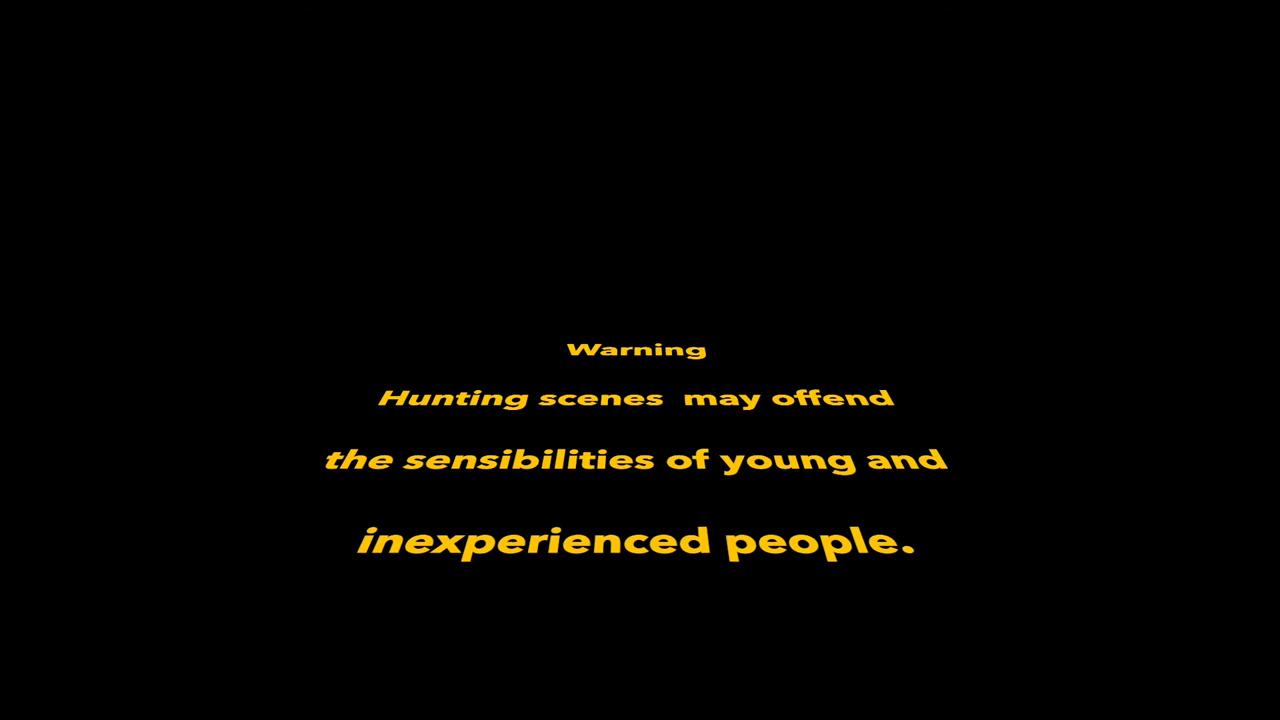 Warning
Hunting scenes  may offend
the sensibilities of young and
inexperienced people.